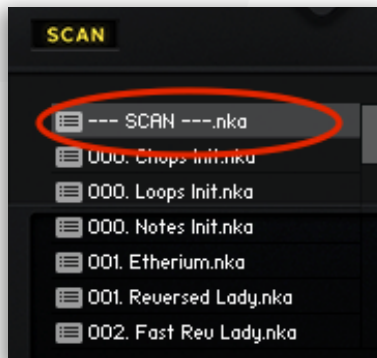 SCAN
--- SCAN ---.nka
000. Chops Init.nka
000. Loops Init.nka
000. Notes Init.nka
001. Etherium.nka
001. Reversed Lady.nka
002. Fast Rev Lady.nka